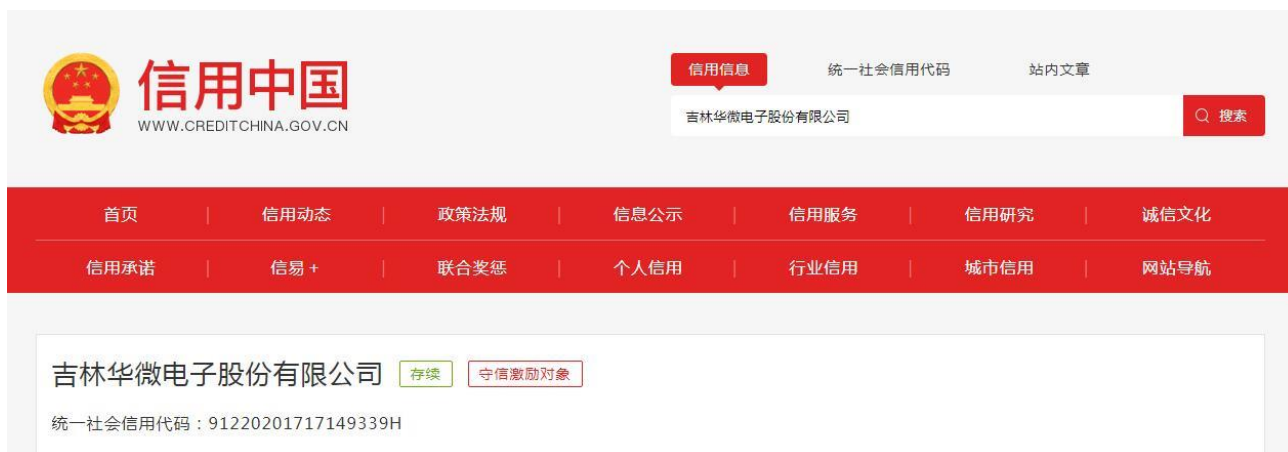 信用中国
WWW.CREDITCHINA.GOV.CN
信用信息 统一社会信用代码 站内文章
吉林华微电子股份有限公司 搜索
首页 信用动态 政策法规 信息公示 信用服务 信用研究 诚信文化
信用承诺 信易+ 联合奖惩 个人信用 行业信用 城市信用 网站导航
吉林华微电子股份有限公司 存续 守信激励对象
统一社会信用代码：91220201717149339H